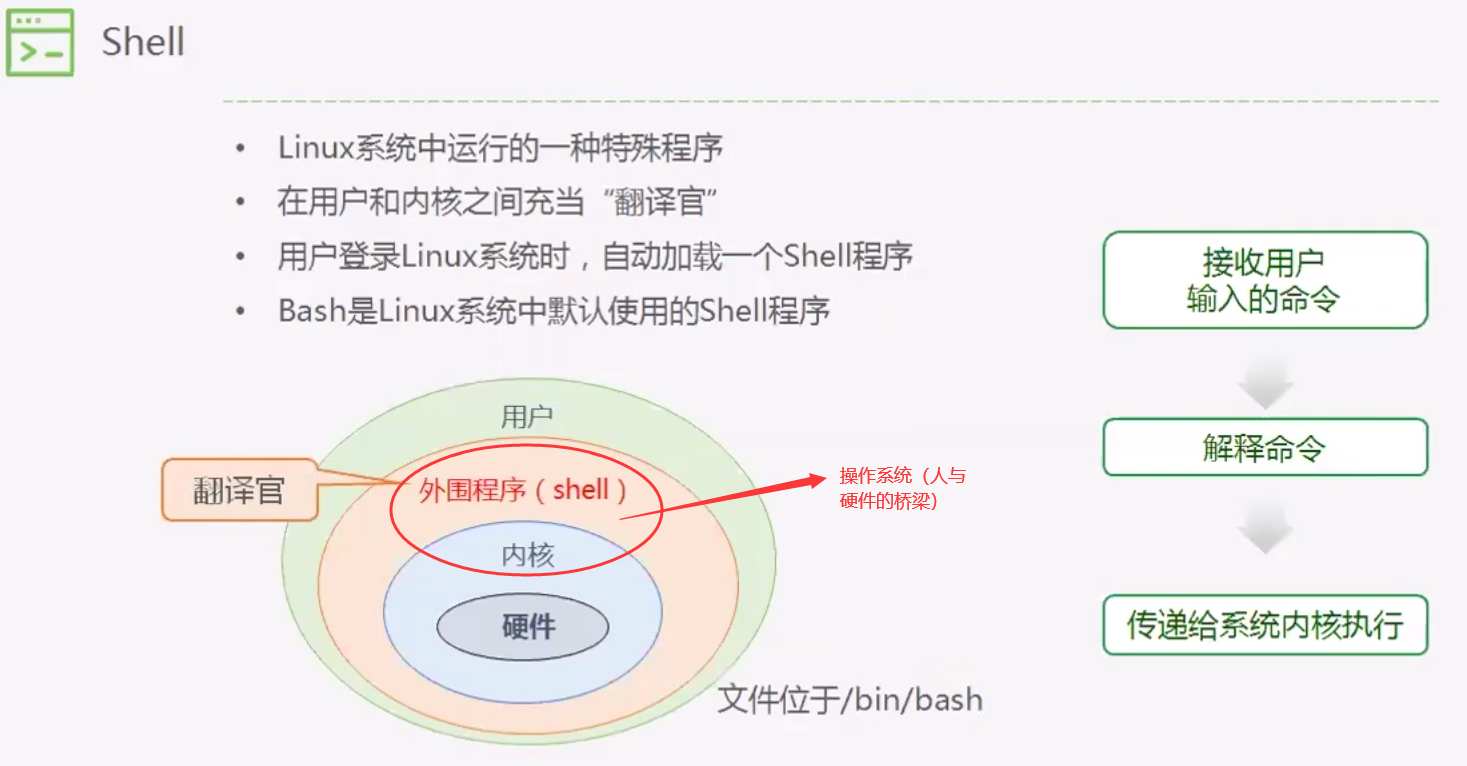 Shell
• Linux系统中运行的一种特殊程序
• 在用户和内核之间充当“翻译官”
• 用户登录Linux系统时，自动加载一个Shell程序
• Bash是Linux系统中默认使用的Shell程序
接收用户
输入的命令
解释命令
传递给系统内核执行
用户
翻译官
外围程序（shell）
操作系统（人与
硬件的桥梁）
内核
硬件
文件位于/bin/bash